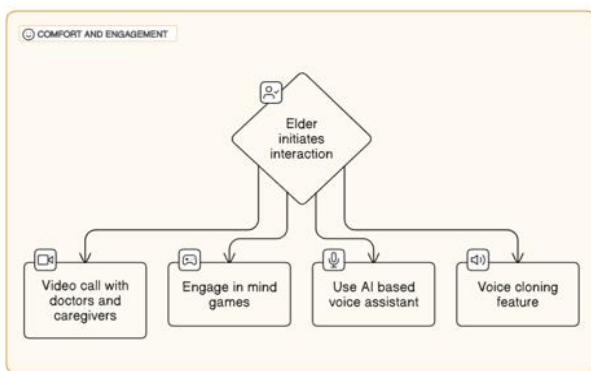 COMFORT AND ENGAGEMENT
Elder
initiates
interaction
Video call with
doctors and
caregivers
Engage in mind
games
Use AI based
voice assistant
Voice cloning
feature